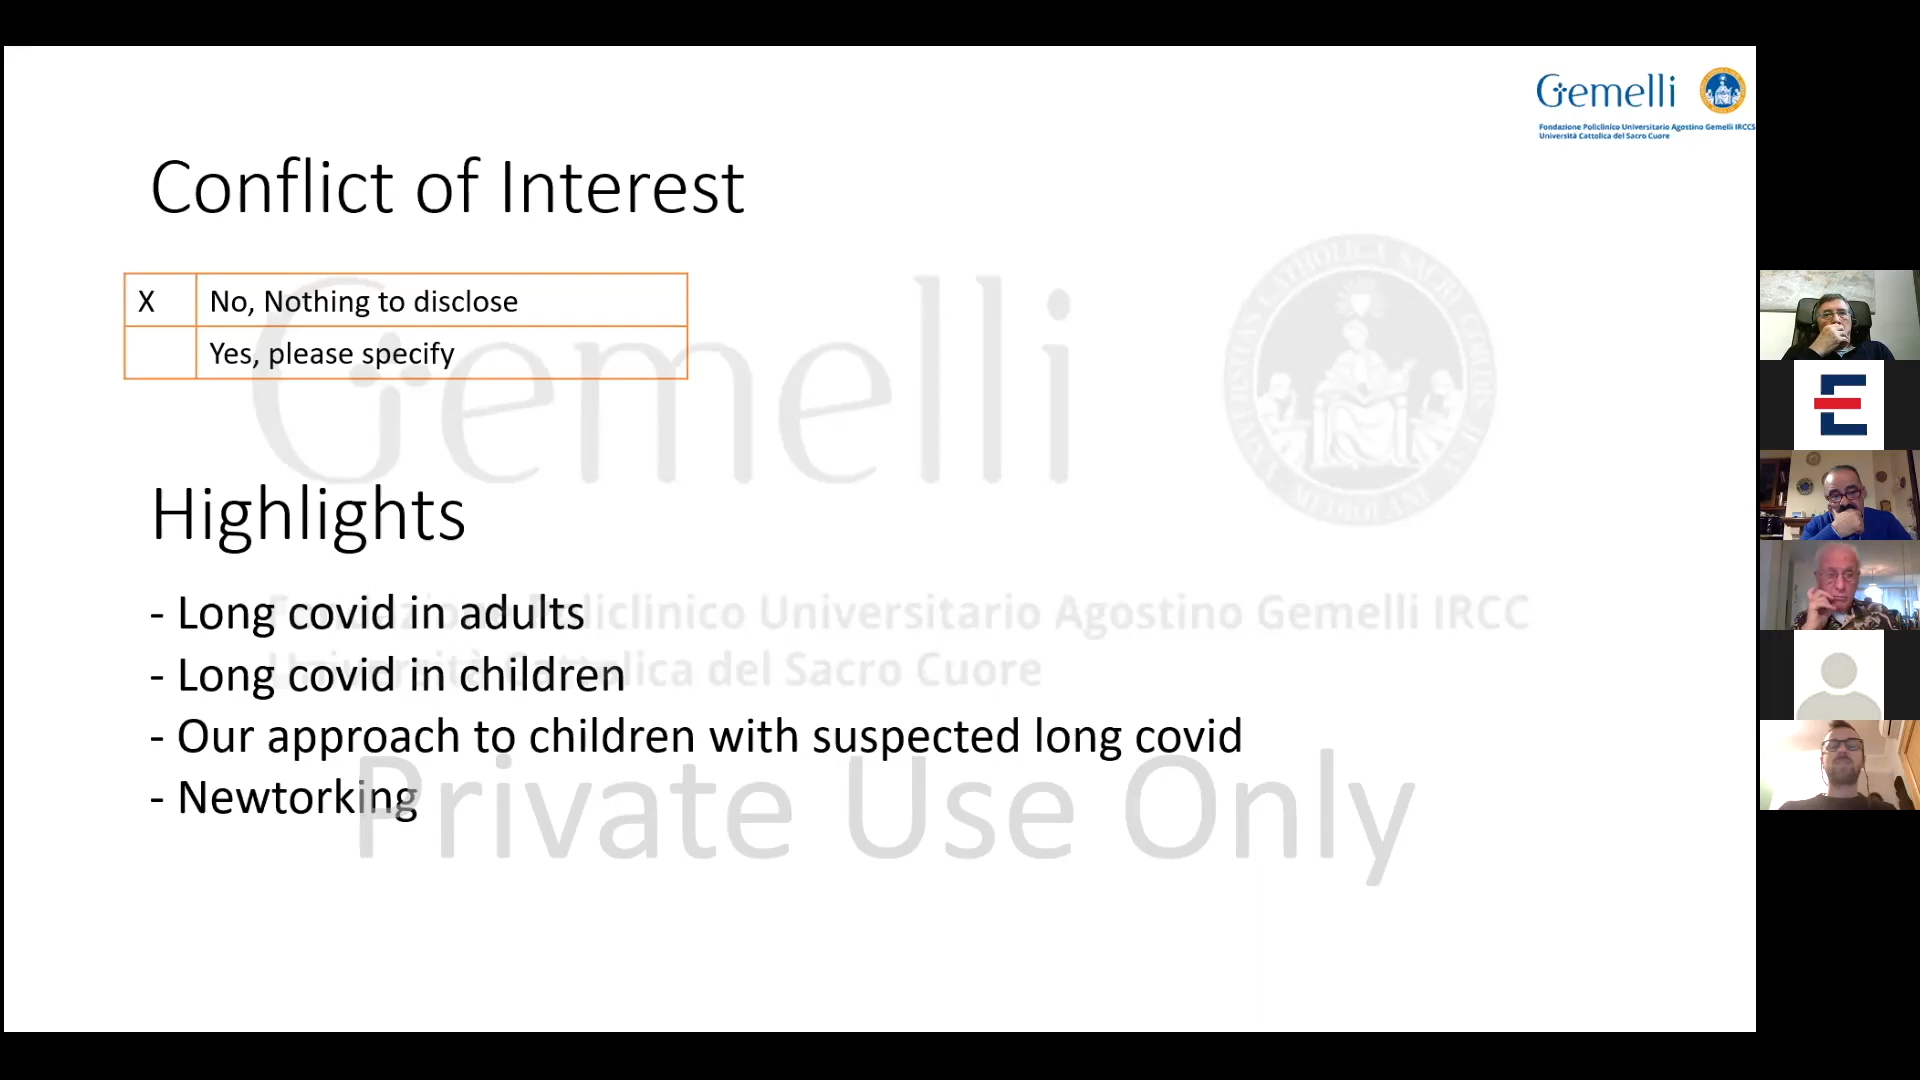 Gemelli
Fondazione Policlinico Universitario Agostino Gemelli IRCCS
Università Cattolica del Sacro Cuore
Conflict of Interest
X No, Nothing to disclose
Yes, please specify
Gemelli
Highlights
- Long covid in adults
- Long covid in children
- Our approach to children with suspected long covid
- Newtorking
Policlinico Universitario Agostino Gemelli IRCC
Università Cattolica del Sacro Cuore
Private Use Only
E